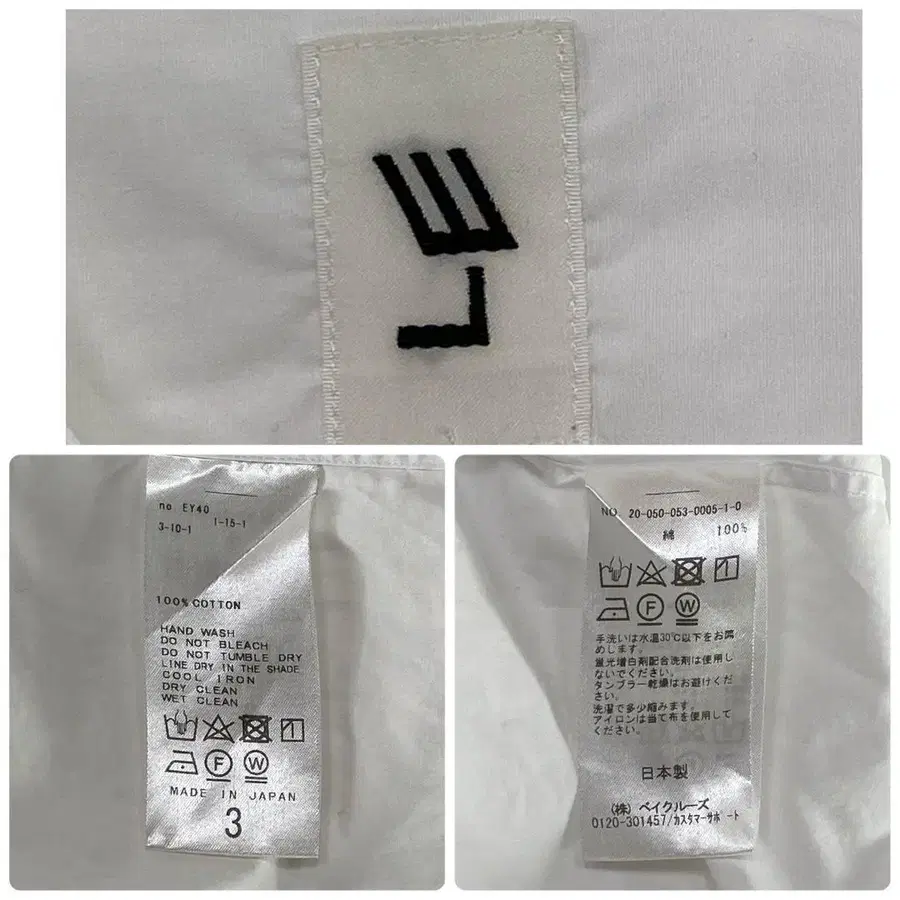 no EY40
3-10-1 1-15-1
100% COTTON
HAND WASH
DO NOT BLEACH
DO NOT TUMBLE DRY
LINE DRY IN THE SHADE
COOL IRON
DRY CLEAN
WET CLEAN
F W
MADE IN JAPAN
3
NO. 20-050-053-0005-1-0
綿 100%
F W
手洗いは水温30℃以下をお薦
めします。
蛍光増白剤配合洗剤は使用し
ないでください。
タンブラー乾燥はお避けくだ
さい。
洗濯で多少縮みます。
アイロンは当て布を使用して
ください。
日本製
(株) ベイクルーズ
0120-301457/カスタマーサポート